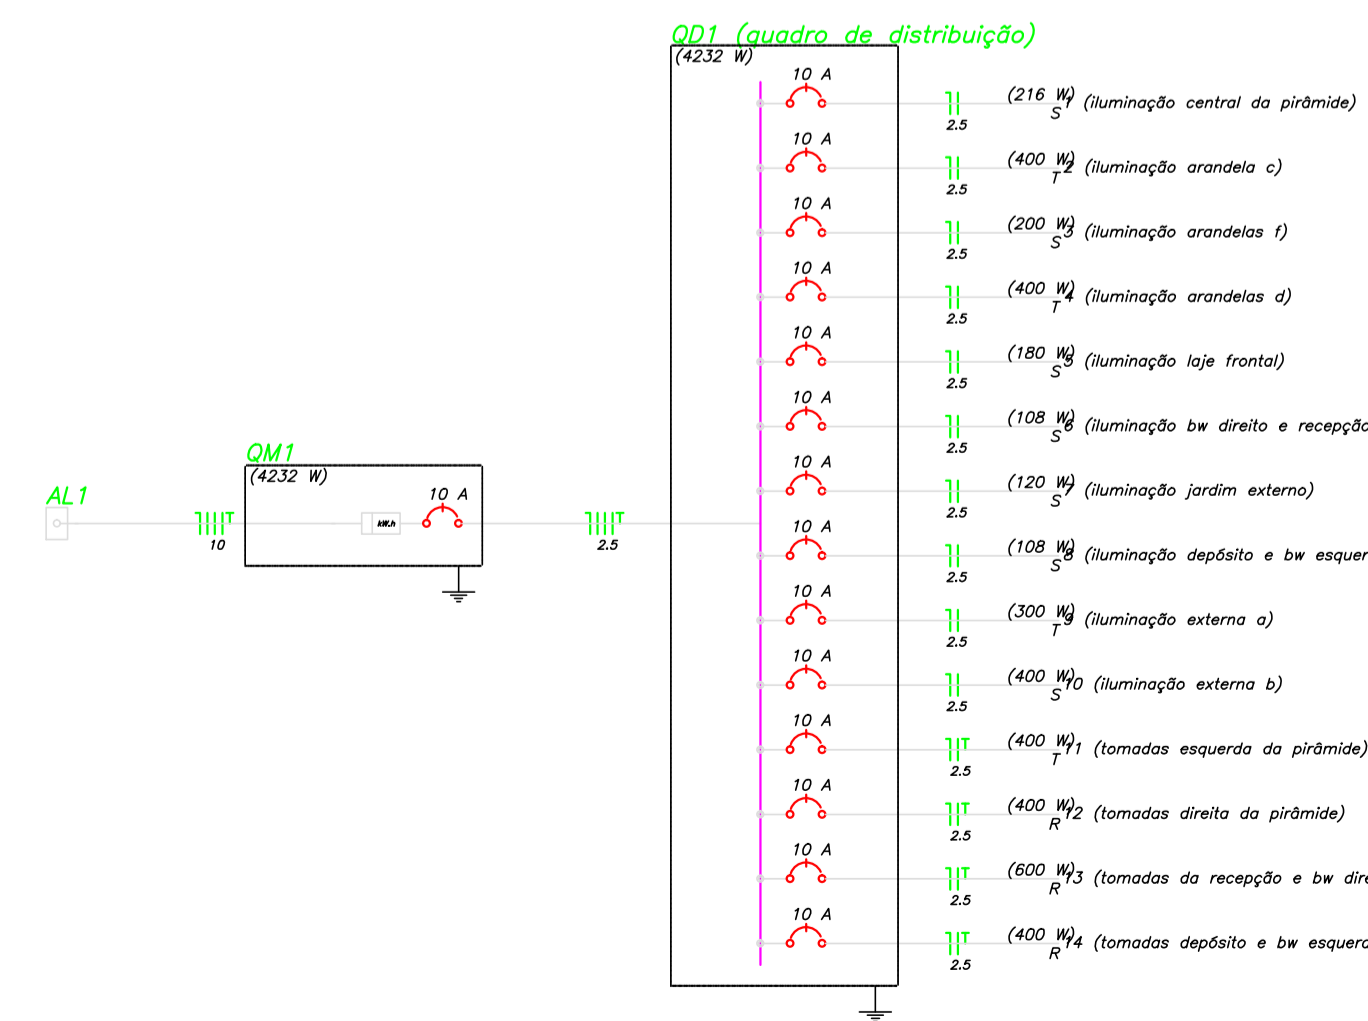 QD1 (quadro de distribuição)
(4232 W)
10 A
2.5
(216 W)
S
1 (iluminação central da pirâmide)
10 A
2.5
(400 W)
T
2 (iluminação arandela c)
10 A
2.5
(200 W)
S
3 (iluminação arandelas f)
10 A
2.5
(400 W)
T
4 (iluminação arandelas d)
10 A
2.5
(180 W)
S
5 (iluminação laje frontal)
10 A
2.5
(108 W)
S
6 (iluminação bw direito e recepção
QM1
(4232 W)
10 A
kW.h
AL1
T
10
T
2.5
10 A
2.5
(120 W)
S
7 (iluminação jardim externo)
10 A
2.5
(108 W)
S
8 (iluminação depósito e bw esquer
10 A
2.5
(300 W)
T
9 (iluminação externa a)
10 A
2.5
(400 W)
S
10 (iluminação externa b)
10 A
T
2.5
(400 W)
T
11 (tomadas esquerda da pirâmide)
10 A
T
2.5
(400 W)
R
12 (tomadas direita da pirâmide)
10 A
T
2.5
(600 W)
R
13 (tomadas da recepção e bw dire
10 A
T
2.5
(400 W)
R
14 (tomadas depósito e bw esquerd